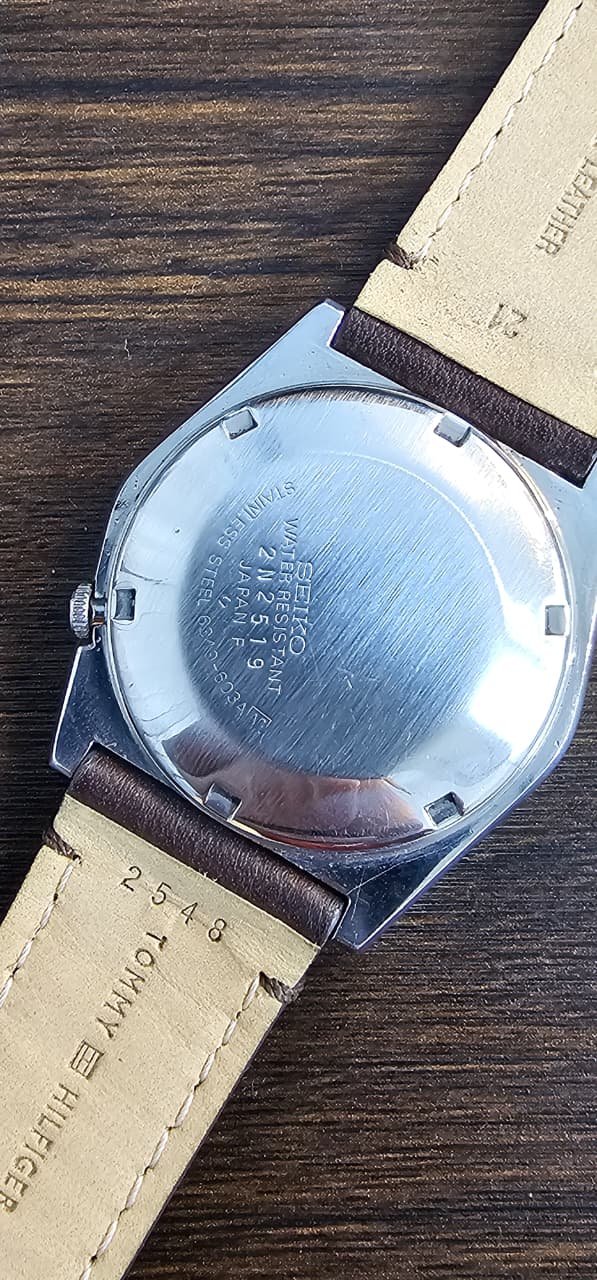 SEIKO
WATER RESISTANT
2N2519
JAPAN F
STAINLESS STEEL
LEATHER
21
2548
TOMMY HILFIGER